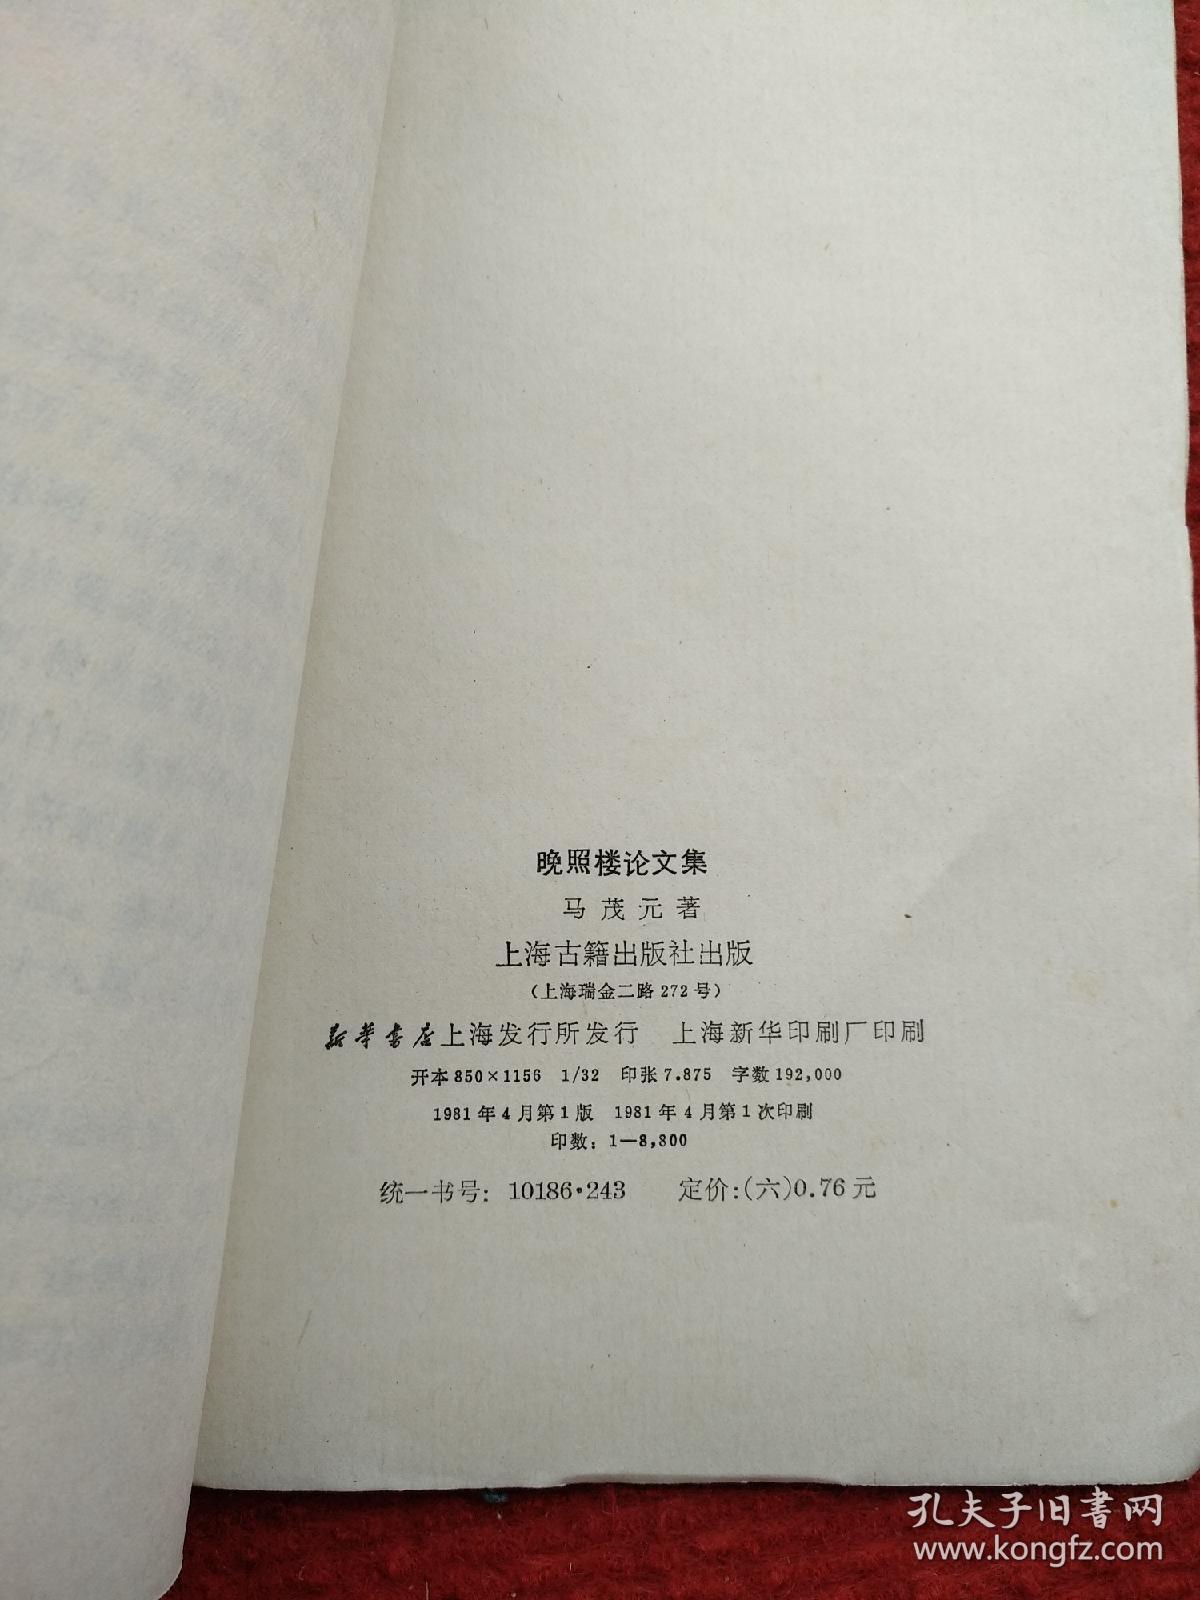 晚照楼论文集
马茂元著
上海古籍出版社出版
(上海瑞金二路272号)
新华书店上海发行所发行 上海新华印刷厂印刷
开本850×1156 1/32 印张7.875 字数192,000
1981年4月第1版 1981年4月第1次印刷
印数：1—8,800
统一书号：10186·243 定价：(六)0.76元
孔夫子旧书网
www.kongfz.com